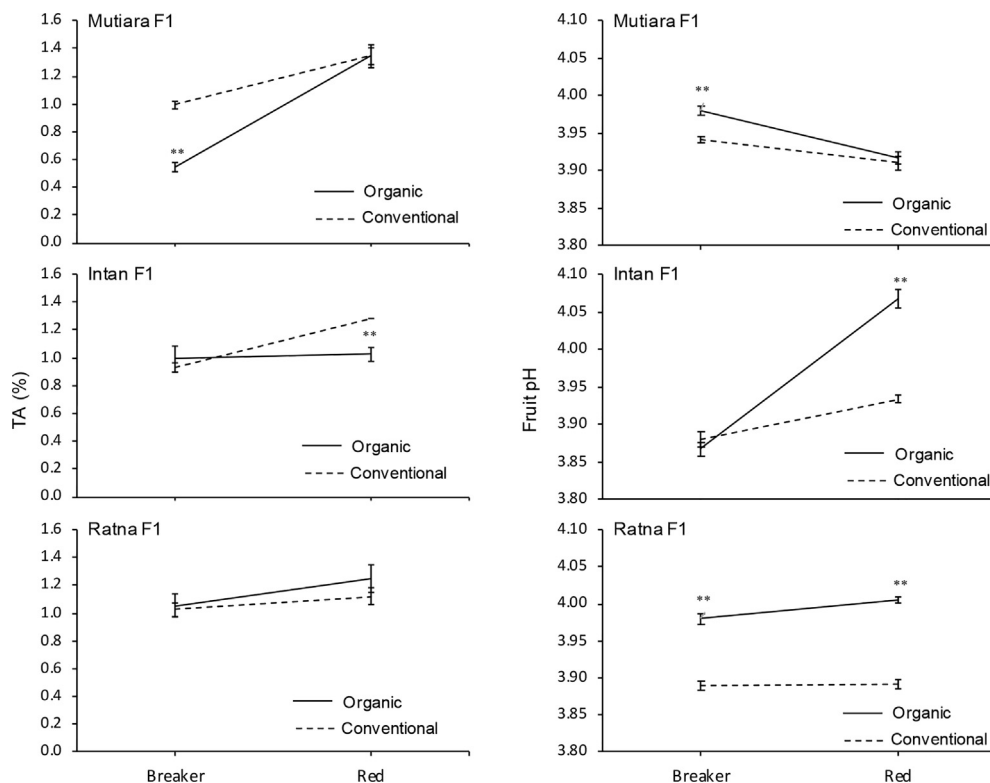 Mutiara F1
1.6
1.4
1.2
1.0
0.8
0.6
0.4
0.2
0.0
**
Organic
Conventional
Mutiara F1
4.10
4.05
4.00
3.95
3.90
3.85
3.80
**
Organic
Conventional
Intan F1
1.6
1.4
1.2
1.0
0.8
0.6
0.4
0.2
0.0
TA (%)
**
Organic
Conventional
Intan F1
4.10
4.05
4.00
3.95
3.90
3.85
3.80
Fruit pH
**
Organic
Conventional
Ratna F1
1.6
1.4
1.2
1.0
0.8
0.6
0.4
0.2
0.0
Organic
Conventional
Breaker Red
Ratna F1
4.10
4.05
4.00
3.95
3.90
3.85
3.80
**
**
Organic
Conventional
Breaker Red